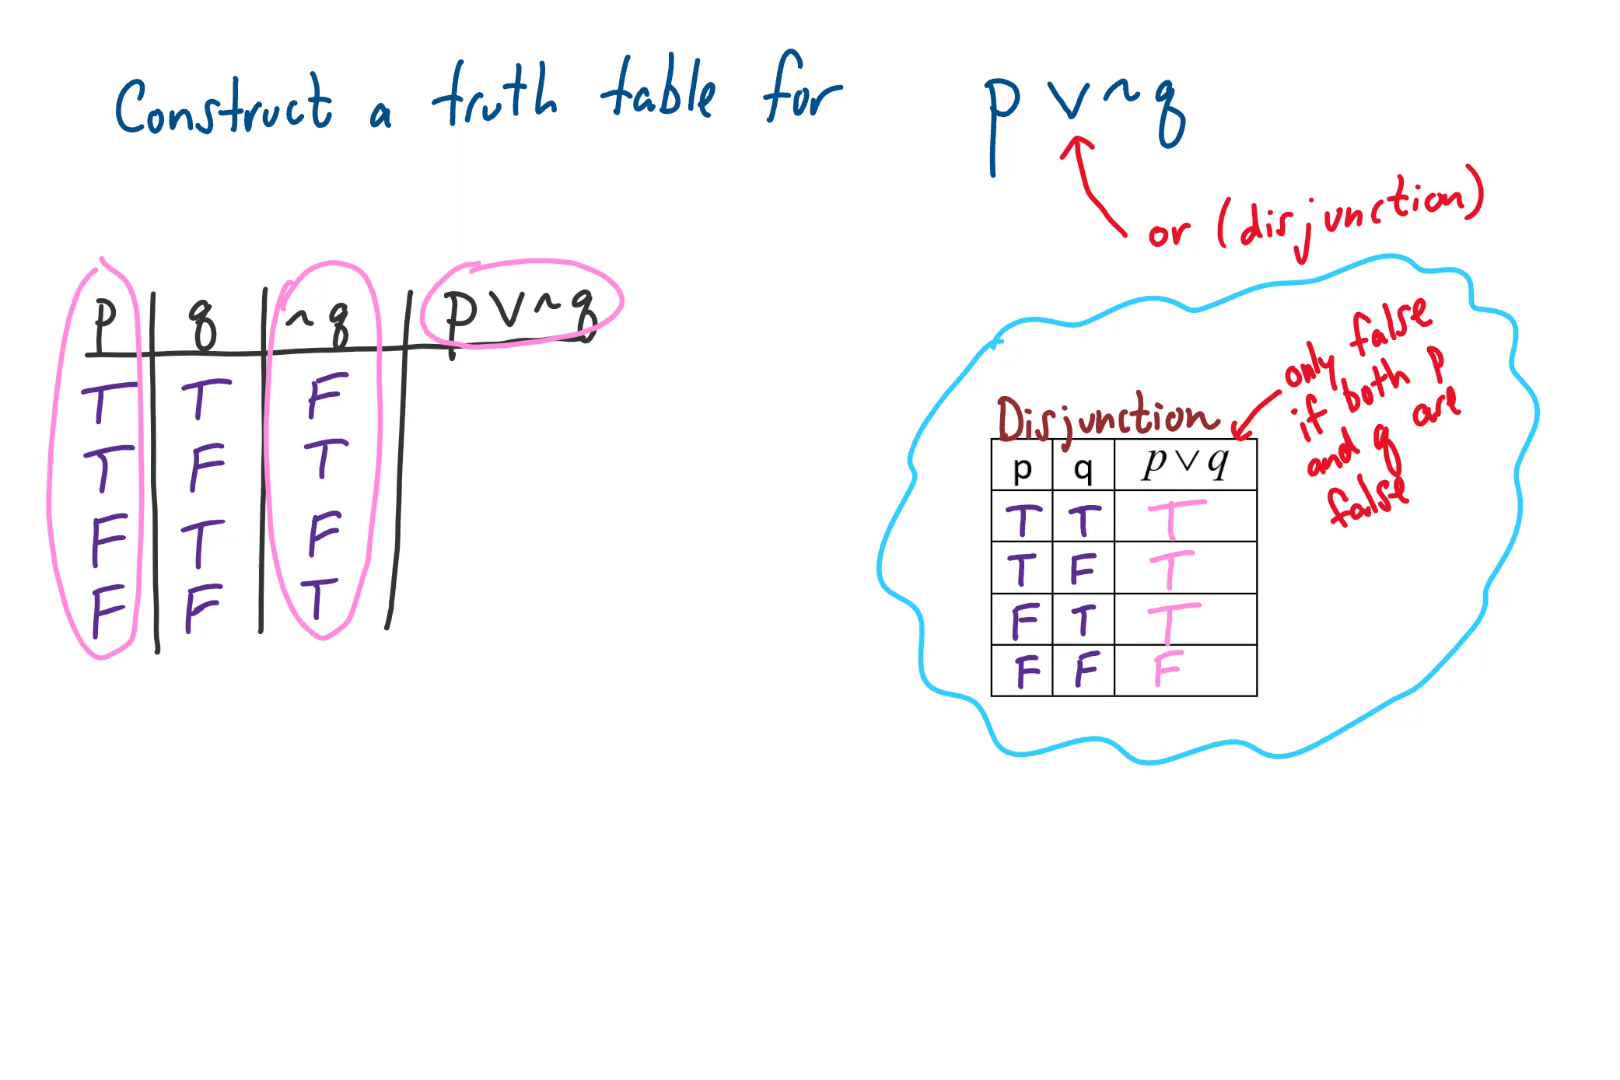 Construct a truth table for p ∨ ~q
or (disjunction)
p q ~q p ∨ ~q
T T F
T F T
F T F
F F T
only false
if both p
and q are
false
Disjunction
p q p ∨ q
T T T
T F T
F T T
F F F